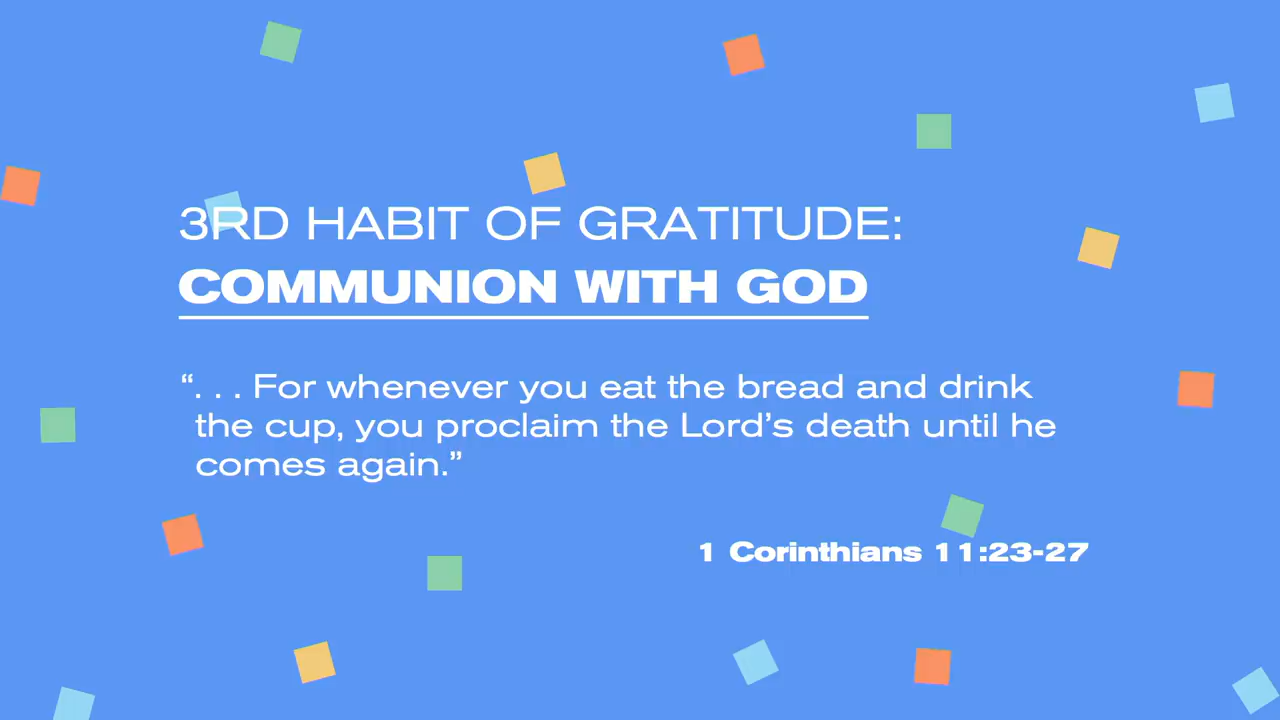 3RD HABIT OF GRATITUDE:
COMMUNION WITH GOD
“. . . For whenever you eat the bread and drink
the cup, you proclaim the Lord’s death until he
comes again.”
1 Corinthians 11:23-27